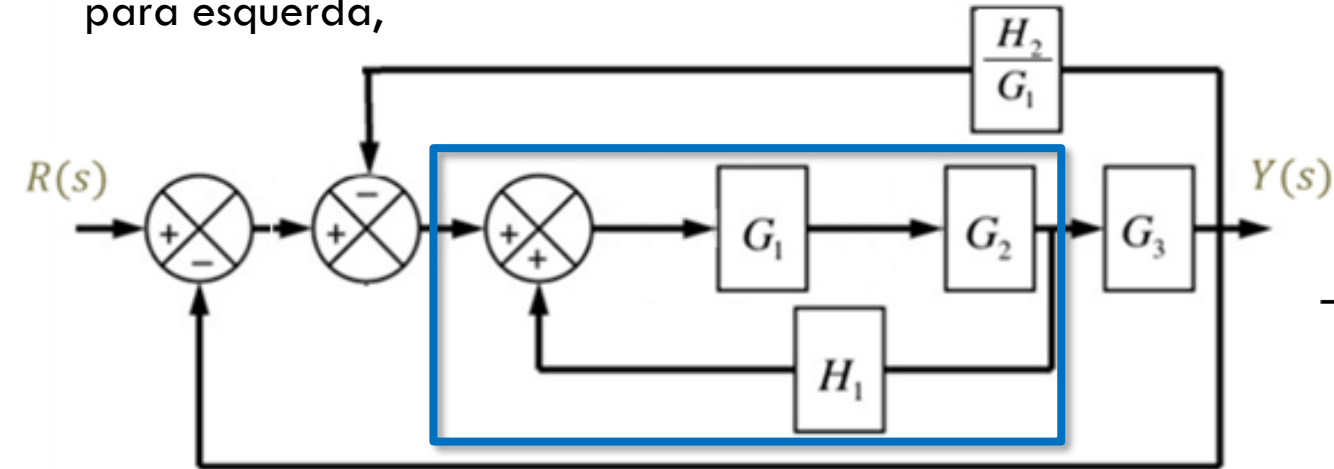 para esquerda,
H₂
G₁
R(s)
−
Y(s)
+
−
+
+
+
G₁
G₂
G₃
H₁